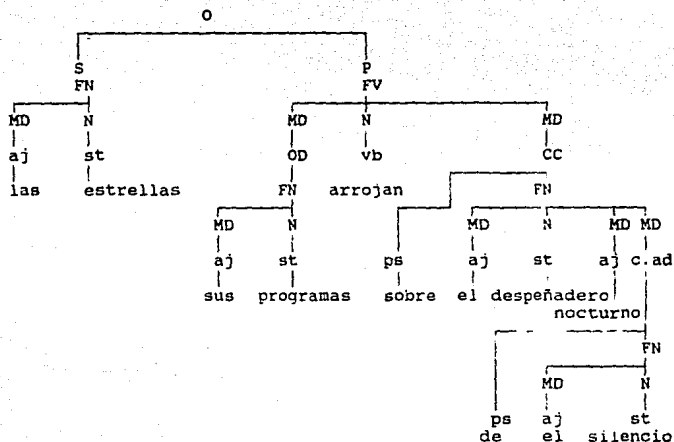 O
S P
FN FV
MD N MD N MD
aj st OD vb CC
las estrellas FN arrojan FN
MD N MD N MD MD
aj st ps aj st aj c.ad
sus programas sobre el despeñadero
nocturno
FN
MD N
ps aj st
de el silencio